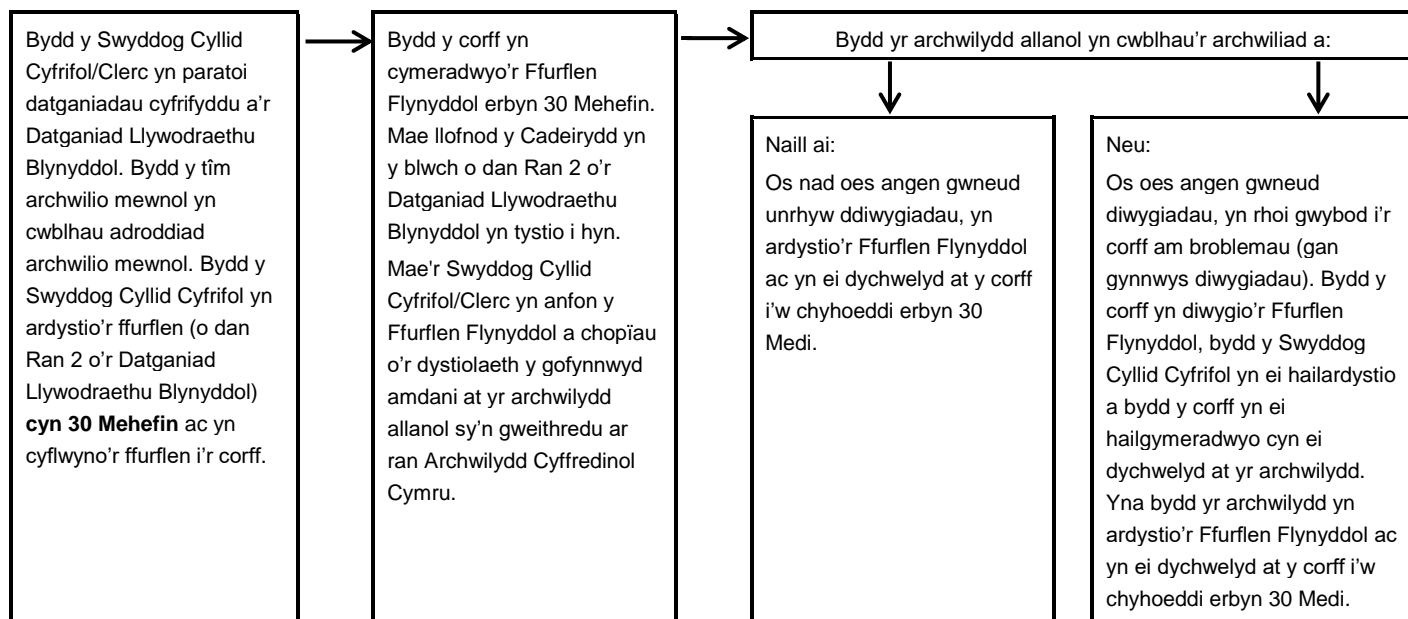 Bydd y Swyddog Cyllid
Cyfrifol/Clerc yn paratoi
datganiadau cyfrifyddu a'r
Datganiad Llywodraethu
Blynyddol. Bydd y tîm
archwilio mewnol yn
cwblhau adroddiad
archwilio mewnol. Bydd y
Swyddog Cyllid Cyfrifol yn
ardystio'r ffurflen (o dan
Ran 2 o'r Datganiad
Llywodraethu Blynyddol)
cyn 30 Mehefin ac yn
cyflwyno'r ffurflen i'r corff.
Bydd y corff yn
cymeradwyo'r Ffurflen
Flynyddol erbyn 30 Mehefin.
Mae llofnod y Cadeirydd yn
y blwch o dan Ran 2 o'r
Datganiad Llywodraethu
Blynyddol yn tystio i hyn.
Mae'r Swyddog Cyllid
Cyfrifol/Clerc yn anfon y
Ffurflen Flynyddol a chopïau
o'r dystiolaeth y gofynnwyd
amdani at yr archwilydd
allanol sy'n gweithredu ar
ran Archwilydd Cyffredinol
Cymru.
Bydd yr archwilydd allanol yn cwblhau'r archwiliad a:
Naill ai:
Os nad oes angen gwneud
unrhyw ddiwygiadau, yn
ardystio'r Ffurflen Flynyddol
ac yn ei dychwelyd at y corff
i'w chyhoeddi erbyn 30
Medi.
Neu:
Os oes angen gwneud
diwygiadau, yn rhoi gwybod i'r
corff am broblemau (gan
gynnwys diwygiadau). Bydd y
corff yn diwygio'r Ffurflen
Flynyddol, bydd y Swyddog
Cyllid Cyfrifol yn ei hailardystio
a bydd y corff yn ei
hailgymeradwyo cyn ei
dychwelyd at yr archwilydd.
Yna bydd yr archwilydd yn
ardystio'r Ffurflen Flynyddol ac
yn ei dychwelyd at y corff i'w
chyhoeddi erbyn 30 Medi.